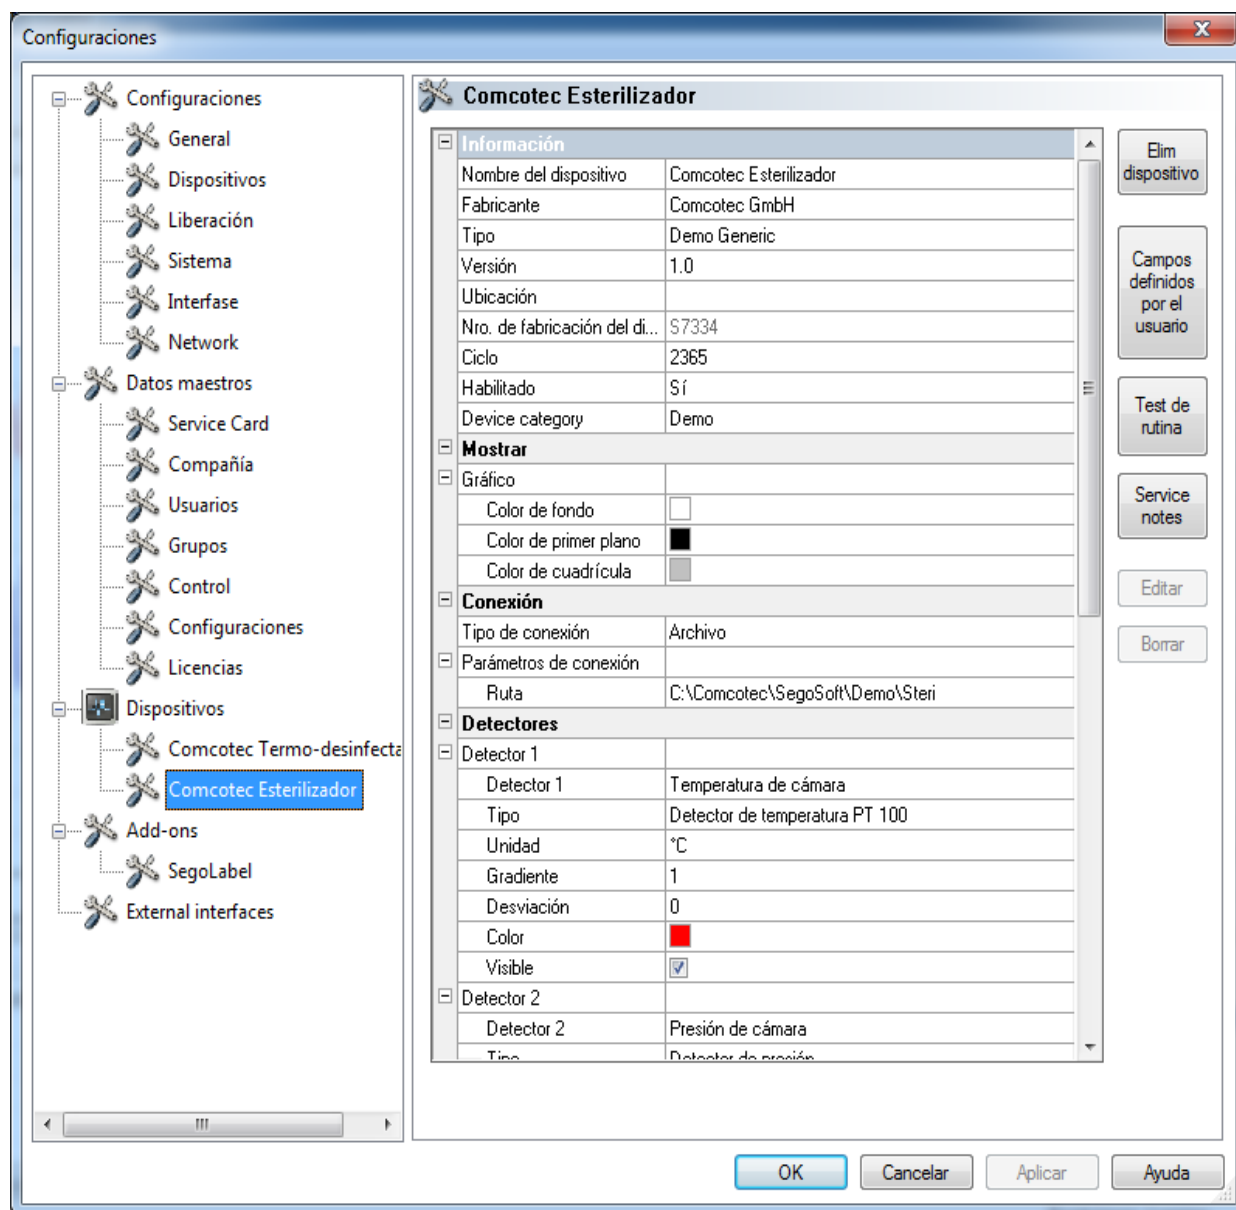 Configuraciones
Configuraciones
General
Dispositivos
Liberación
Sistema
Interfase
Network
Datos maestros
Service Card
Compañía
Usuarios
Grupos
Control
Configuraciones
Licencias
Dispositivos
Comcotec Termo-desinfecta
Comcotec Esterilizador
Add-ons
SegoLabel
External interfaces
Comcotec Esterilizador
Información
Nombre del dispositivo Comcotec Esterilizador
Fabricante Comcotec GmbH
Tipo Demo Generic
Versión 1.0
Ubicación
Nro. de fabricación del di... S7334
Ciclo 2365
Habilitado Sí
Device category Demo
Mostrar
Gráfico
Color de fondo
Color de primer plano
Color de cuadrícula
Conexión
Tipo de conexión Archivo
Parámetros de conexión
Ruta C:\Comcotec\SegoSoft\Demo\Steri
Detectores
Detector 1
Detector 1 Temperatura de cámara
Tipo Detector de temperatura PT 100
Unidad °C
Gradiente 1
Desviación 0
Color
Visible
Detector 2
Detector 2 Presión de cámara
Tipo Detector de presión
Elim
dispositivo
Campos
definidos
por el
usuario
Test de
rutina
Service
notes
Editar
Borrar
OK Cancelar Aplicar Ayuda